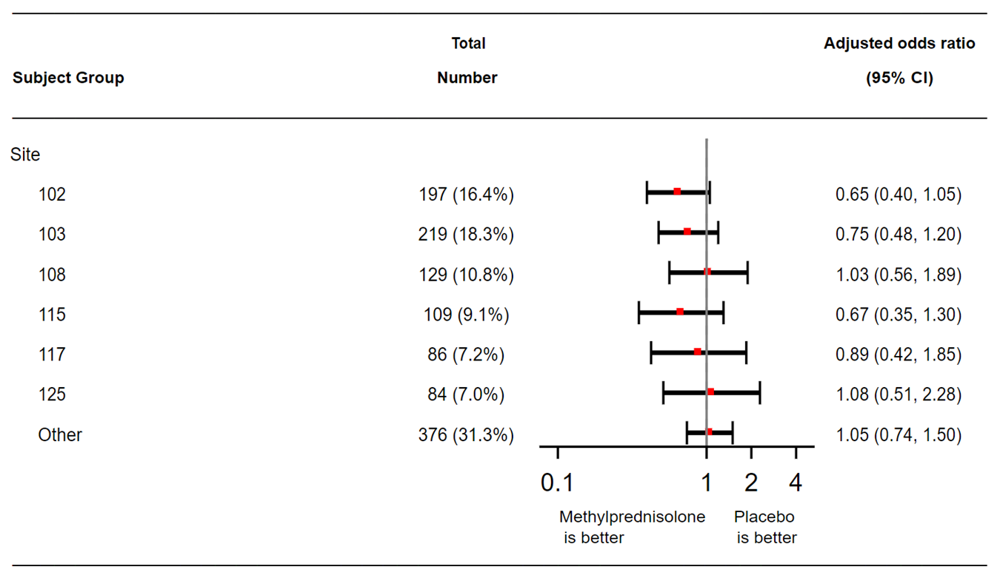 Total
Adjusted odds ratio
Subject Group
Number
(95% CI)
Site
102 197 (16.4%) 0.65 (0.40, 1.05)
103 219 (18.3%) 0.75 (0.48, 1.20)
108 129 (10.8%) 1.03 (0.56, 1.89)
115 109 (9.1%) 0.67 (0.35, 1.30)
117 86 (7.2%) 0.89 (0.42, 1.85)
125 84 (7.0%) 1.08 (0.51, 2.28)
Other 376 (31.3%) 1.05 (0.74, 1.50)
0.1 1 2 4
Methylprednisolone
is better
Placebo
is better